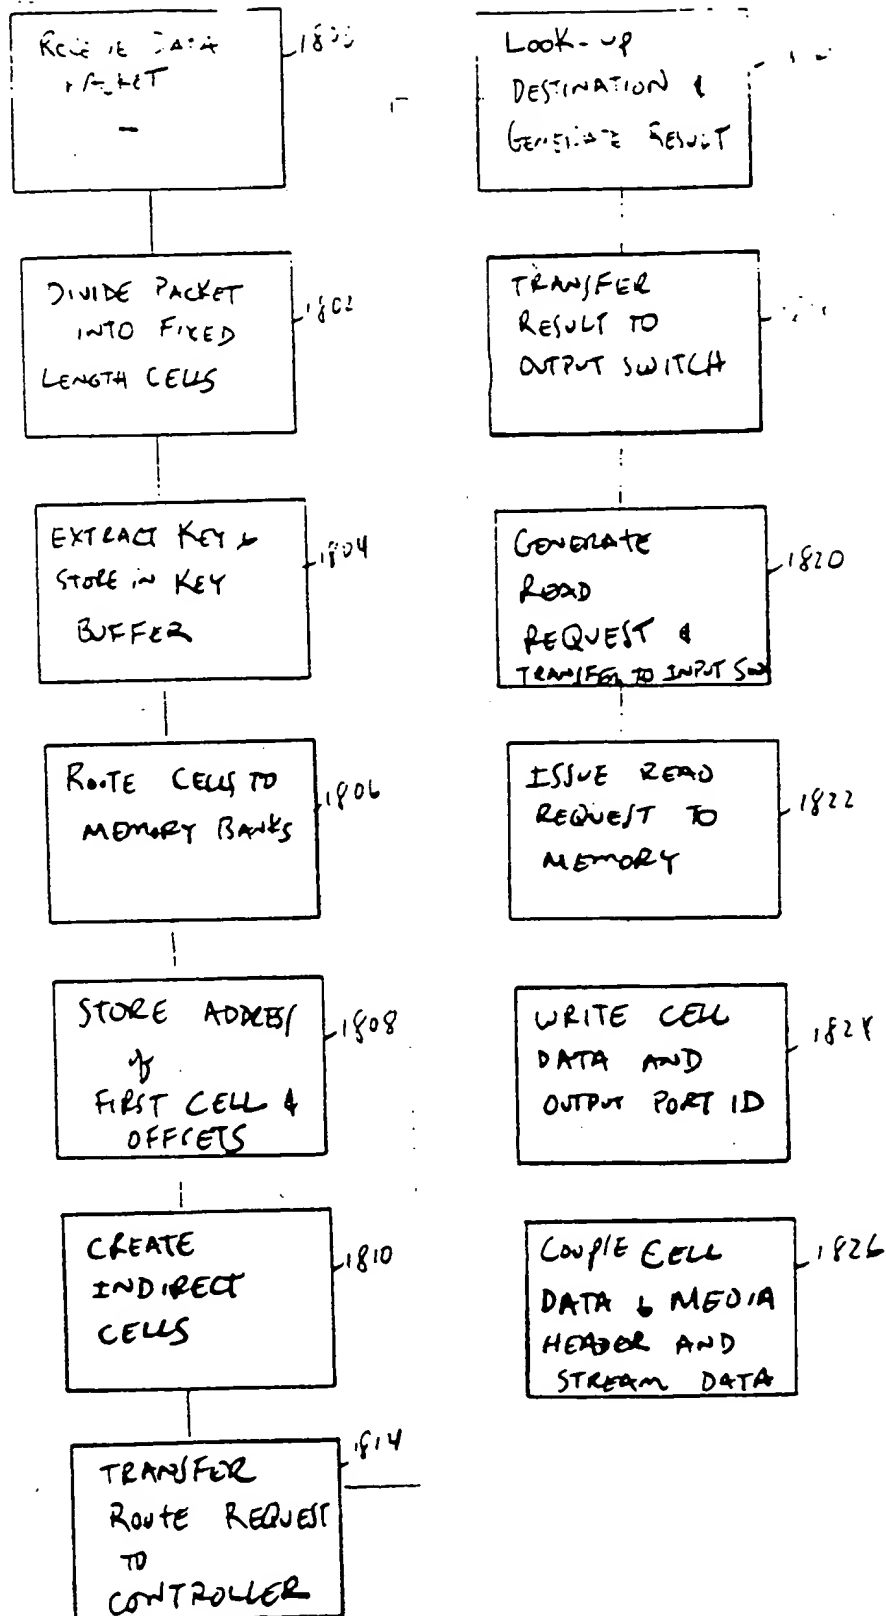 DATA
1800
DIVIDE PACKET
INTO FIXED
LENGTH CELLS
1802
EXTRACT KEY &
STORE IN KEY
BUFFER
1804
ROUTE CELLS TO
MEMORY BANKS
1806
STORE ADDRESS
of
FIRST CELL &
OFFSETS
1808
CREATE
INDIRECT
CELLS
1810
TRANSFER
ROUTE REQUEST
TO
CONTROLLER
1814
LOOK-UP
DESTINATION &
GENERATE RESULT
TRANSFER
RESULT TO
OUTPUT SWITCH
GENERATE
READ
REQUEST &
TRANSFER TO INPUT SW
1820
ISSUE READ
REQUEST TO
MEMORY
1822
WRITE CELL
DATA AND
OUTPUT PORT ID
1824
COUPLE CELL
DATA & MEDIA
HEADER AND
STREAM DATA
1826